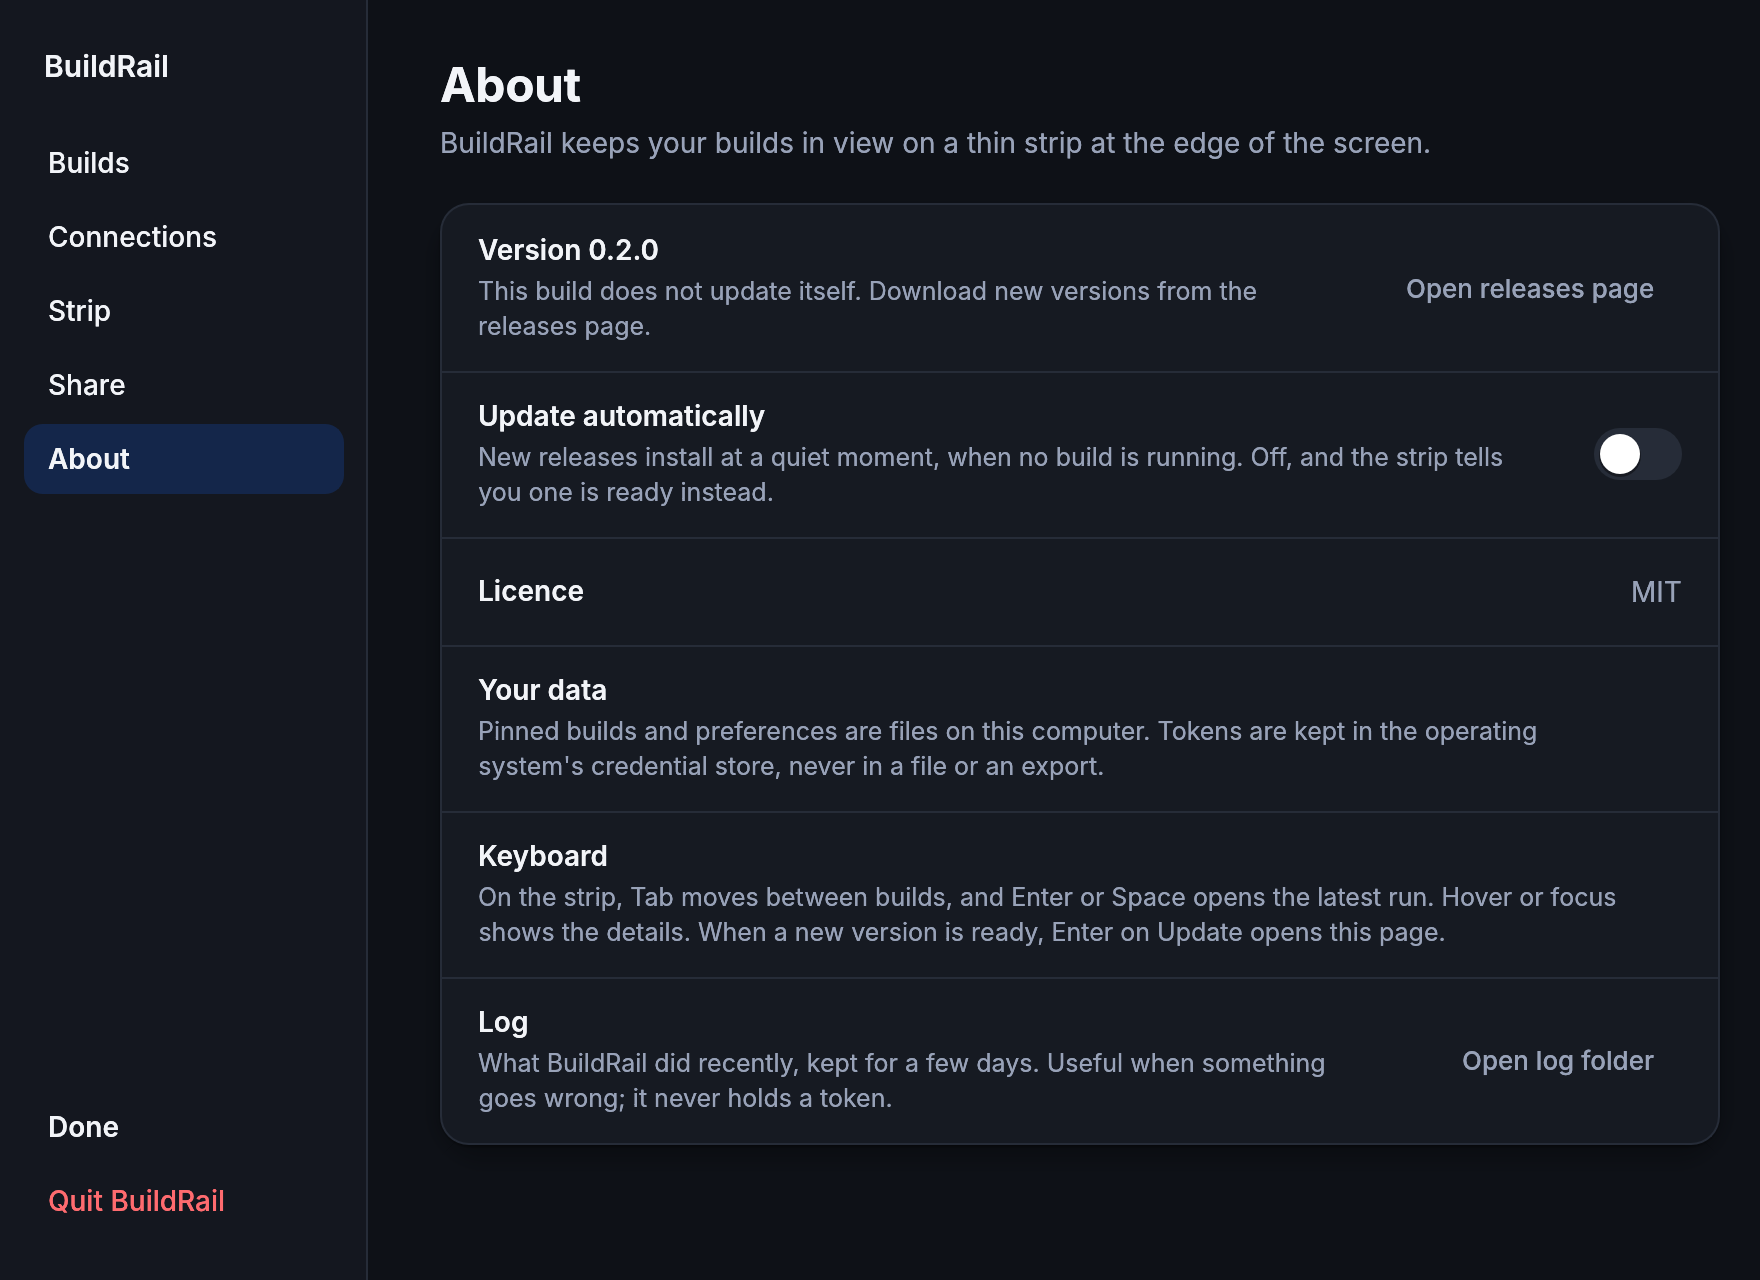 BuildRail
Builds
Connections
Strip
Share
About
Done
Quit BuildRail
About
BuildRail keeps your builds in view on a thin strip at the edge of the screen.
Version 0.2.0
This build does not update itself. Download new versions from the
releases page.
Open releases page
Update automatically
New releases install at a quiet moment, when no build is running. Off, and the strip tells
you one is ready instead.
Licence
MIT
Your data
Pinned builds and preferences are files on this computer. Tokens are kept in the operating
system's credential store, never in a file or an export.
Keyboard
On the strip, Tab moves between builds, and Enter or Space opens the latest run. Hover or focus
shows the details. When a new version is ready, Enter on Update opens this page.
Log
What BuildRail did recently, kept for a few days. Useful when something
goes wrong; it never holds a token.
Open log folder